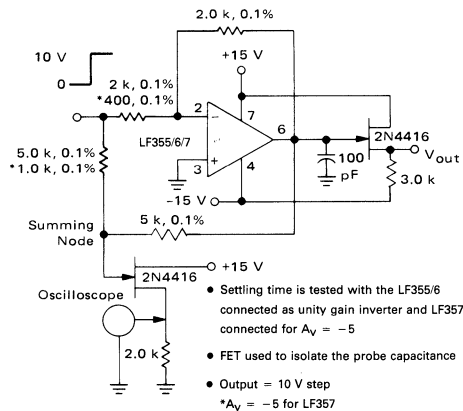 2.0 k, 0.1%
10 V
0
+15 V
2 k, 0.1%
*400, 0.1%
2
7
−
LF355/6/7
6
+
3
4
2N4416
Vout
100
pF
3.0 k
5.0 k, 0.1%
*1.0 k, 0.1%
-15 V
Summing
Node
5 k, 0.1%
+15 V
2N4416
Oscilloscope
2.0 k
• Settling time is tested with the LF355/6
connected as unity gain inverter and LF357
connected for AV = −5
• FET used to isolate the probe capacitance
• Output = 10 V step
*AV = −5 for LF357